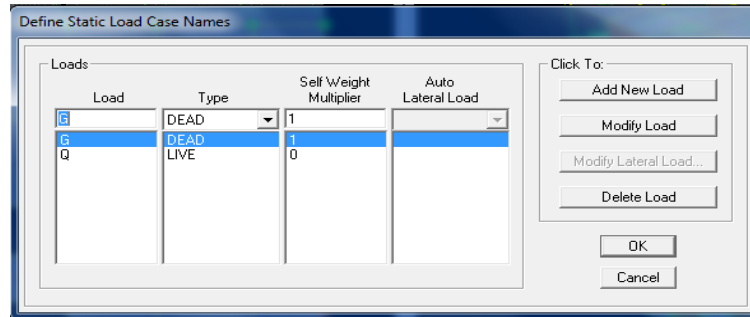 Define Static Load Case Names
Loads
Click To:
Load Type Self Weight Multiplier Auto Lateral Load
G DEAD 1
G DEAD 1
Q LIVE 0
Add New Load
Modify Load
Modify Lateral Load...
Delete Load
OK
Cancel